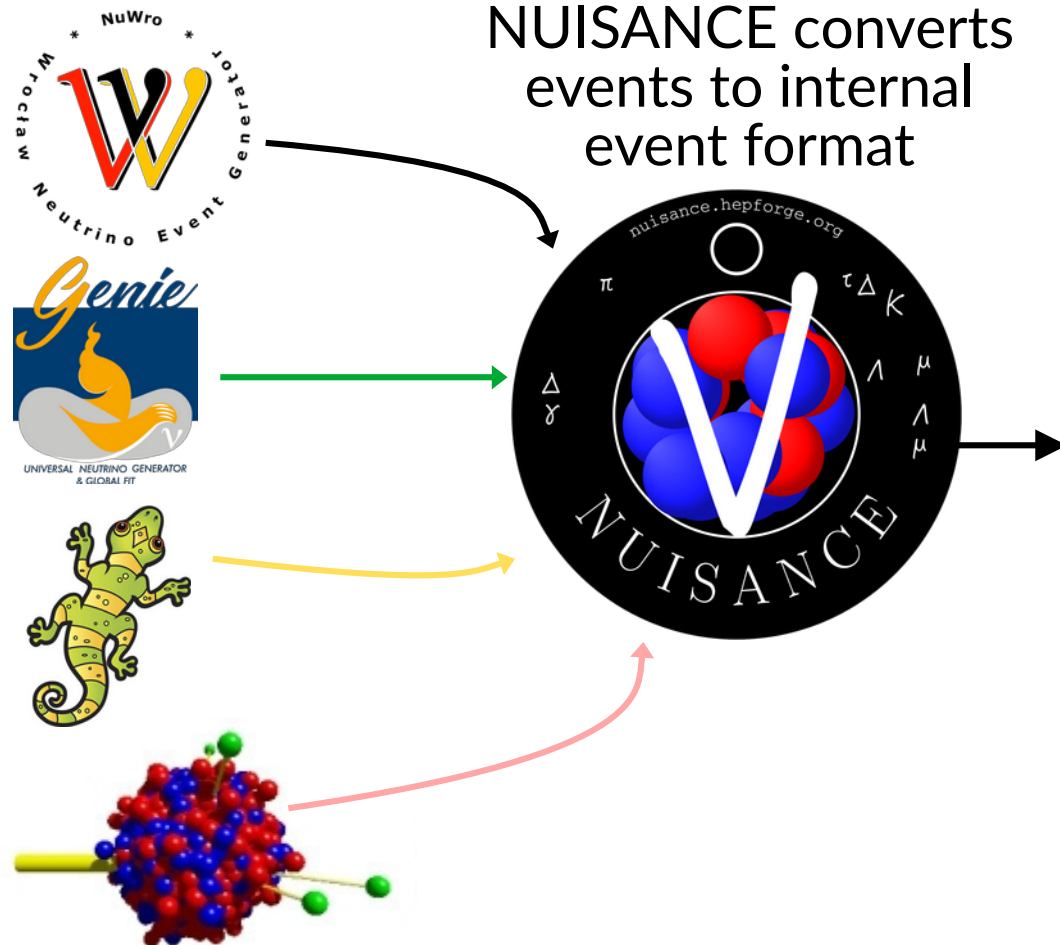 NuWro
* Wrocław Neutrino Event Generator *
NUISANCE converts
events to internal
event format
nuisance.hepforge.org
π
τ Δ K
Δ
γ
Λ μ
Λ
μ
ν
NUISANCE
Genie
ν
UNIVERSAL NEUTRINO GENERATOR
& GLOBAL FIT